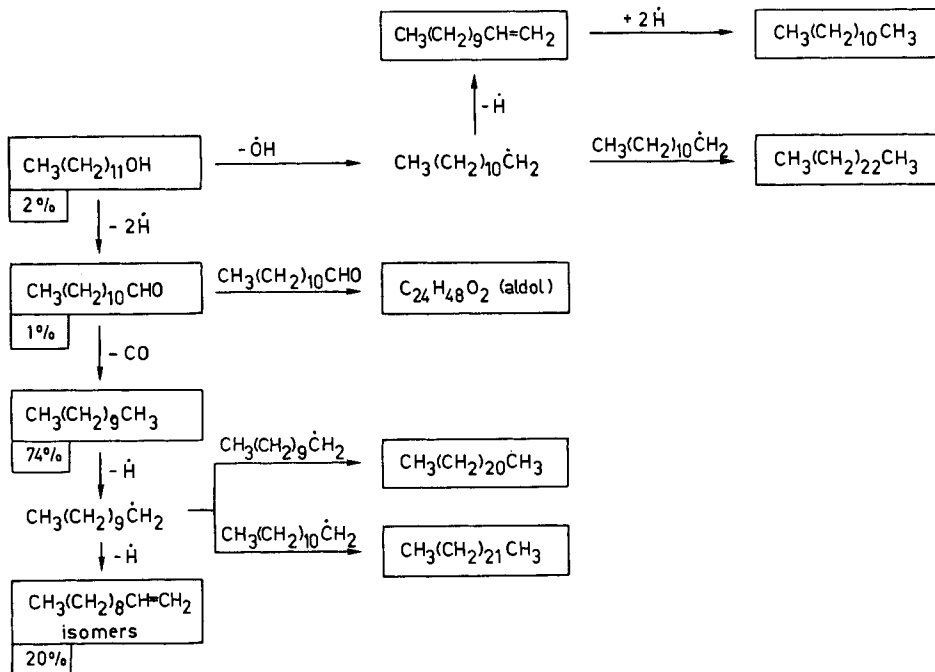 CH₃(CH₂)₉CH=CH₂
+ 2Ḣ
CH₃(CH₂)₁₀CH₃
- Ḣ
CH₃(CH₂)₁₁OH
2%
- ȮH
CH₃(CH₂)₁₀ĊH₂
CH₃(CH₂)₁₀ĊH₂
CH₃(CH₂)₂₂CH₃
- 2Ḣ
CH₃(CH₂)₁₀CHO
1%
CH₃(CH₂)₁₀CHO
C₂₄H₄₈O₂ (aldol)
- CO
CH₃(CH₂)₉CH₃
74%
- Ḣ
CH₃(CH₂)₉ĊH₂
CH₃(CH₂)₉ĊH₂
CH₃(CH₂)₂₀CH₃
CH₃(CH₂)₁₀ĊH₂
CH₃(CH₂)₂₁CH₃
- Ḣ
CH₃(CH₂)₈CH=CH₂
isomers
20%